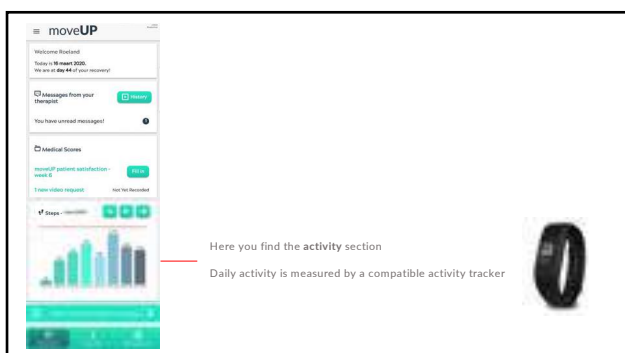 moveUP
Welcome Roeland
Today is 16 maart 2020.
We are at day 44 of your recovery!
Messages from your therapist
History
You have unread messages!
Medical Scores
moveUP patient satisfaction - week 6
Fill in
1 new video request
Not Yet Recorded
Steps -
Here you find the activity section
Daily activity is measured by a compatible activity tracker